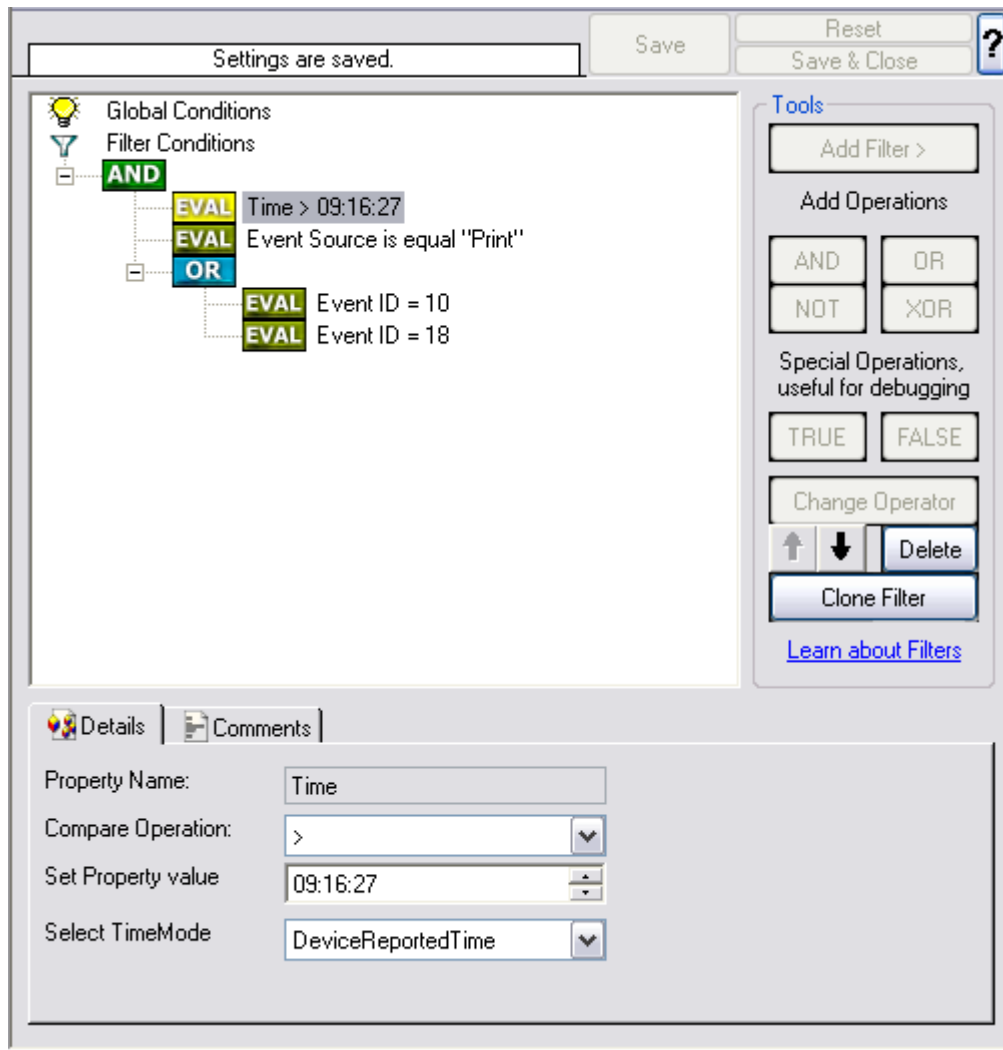 Settings are saved.
Save
Reset
Save & Close
?
Global Conditions
Filter Conditions
AND
EVAL Time > 09:16:27
EVAL Event Source is equal "Print"
OR
EVAL Event ID = 10
EVAL Event ID = 18
Tools
Add Filter >
Add Operations
AND OR
NOT XOR
Special Operations,
useful for debugging
TRUE FALSE
Change Operator
Delete
Clone Filter
Learn about Filters
Details Comments
Property Name: Time
Compare Operation: >
Set Property value 09:16:27
Select TimeMode DeviceReportedTime